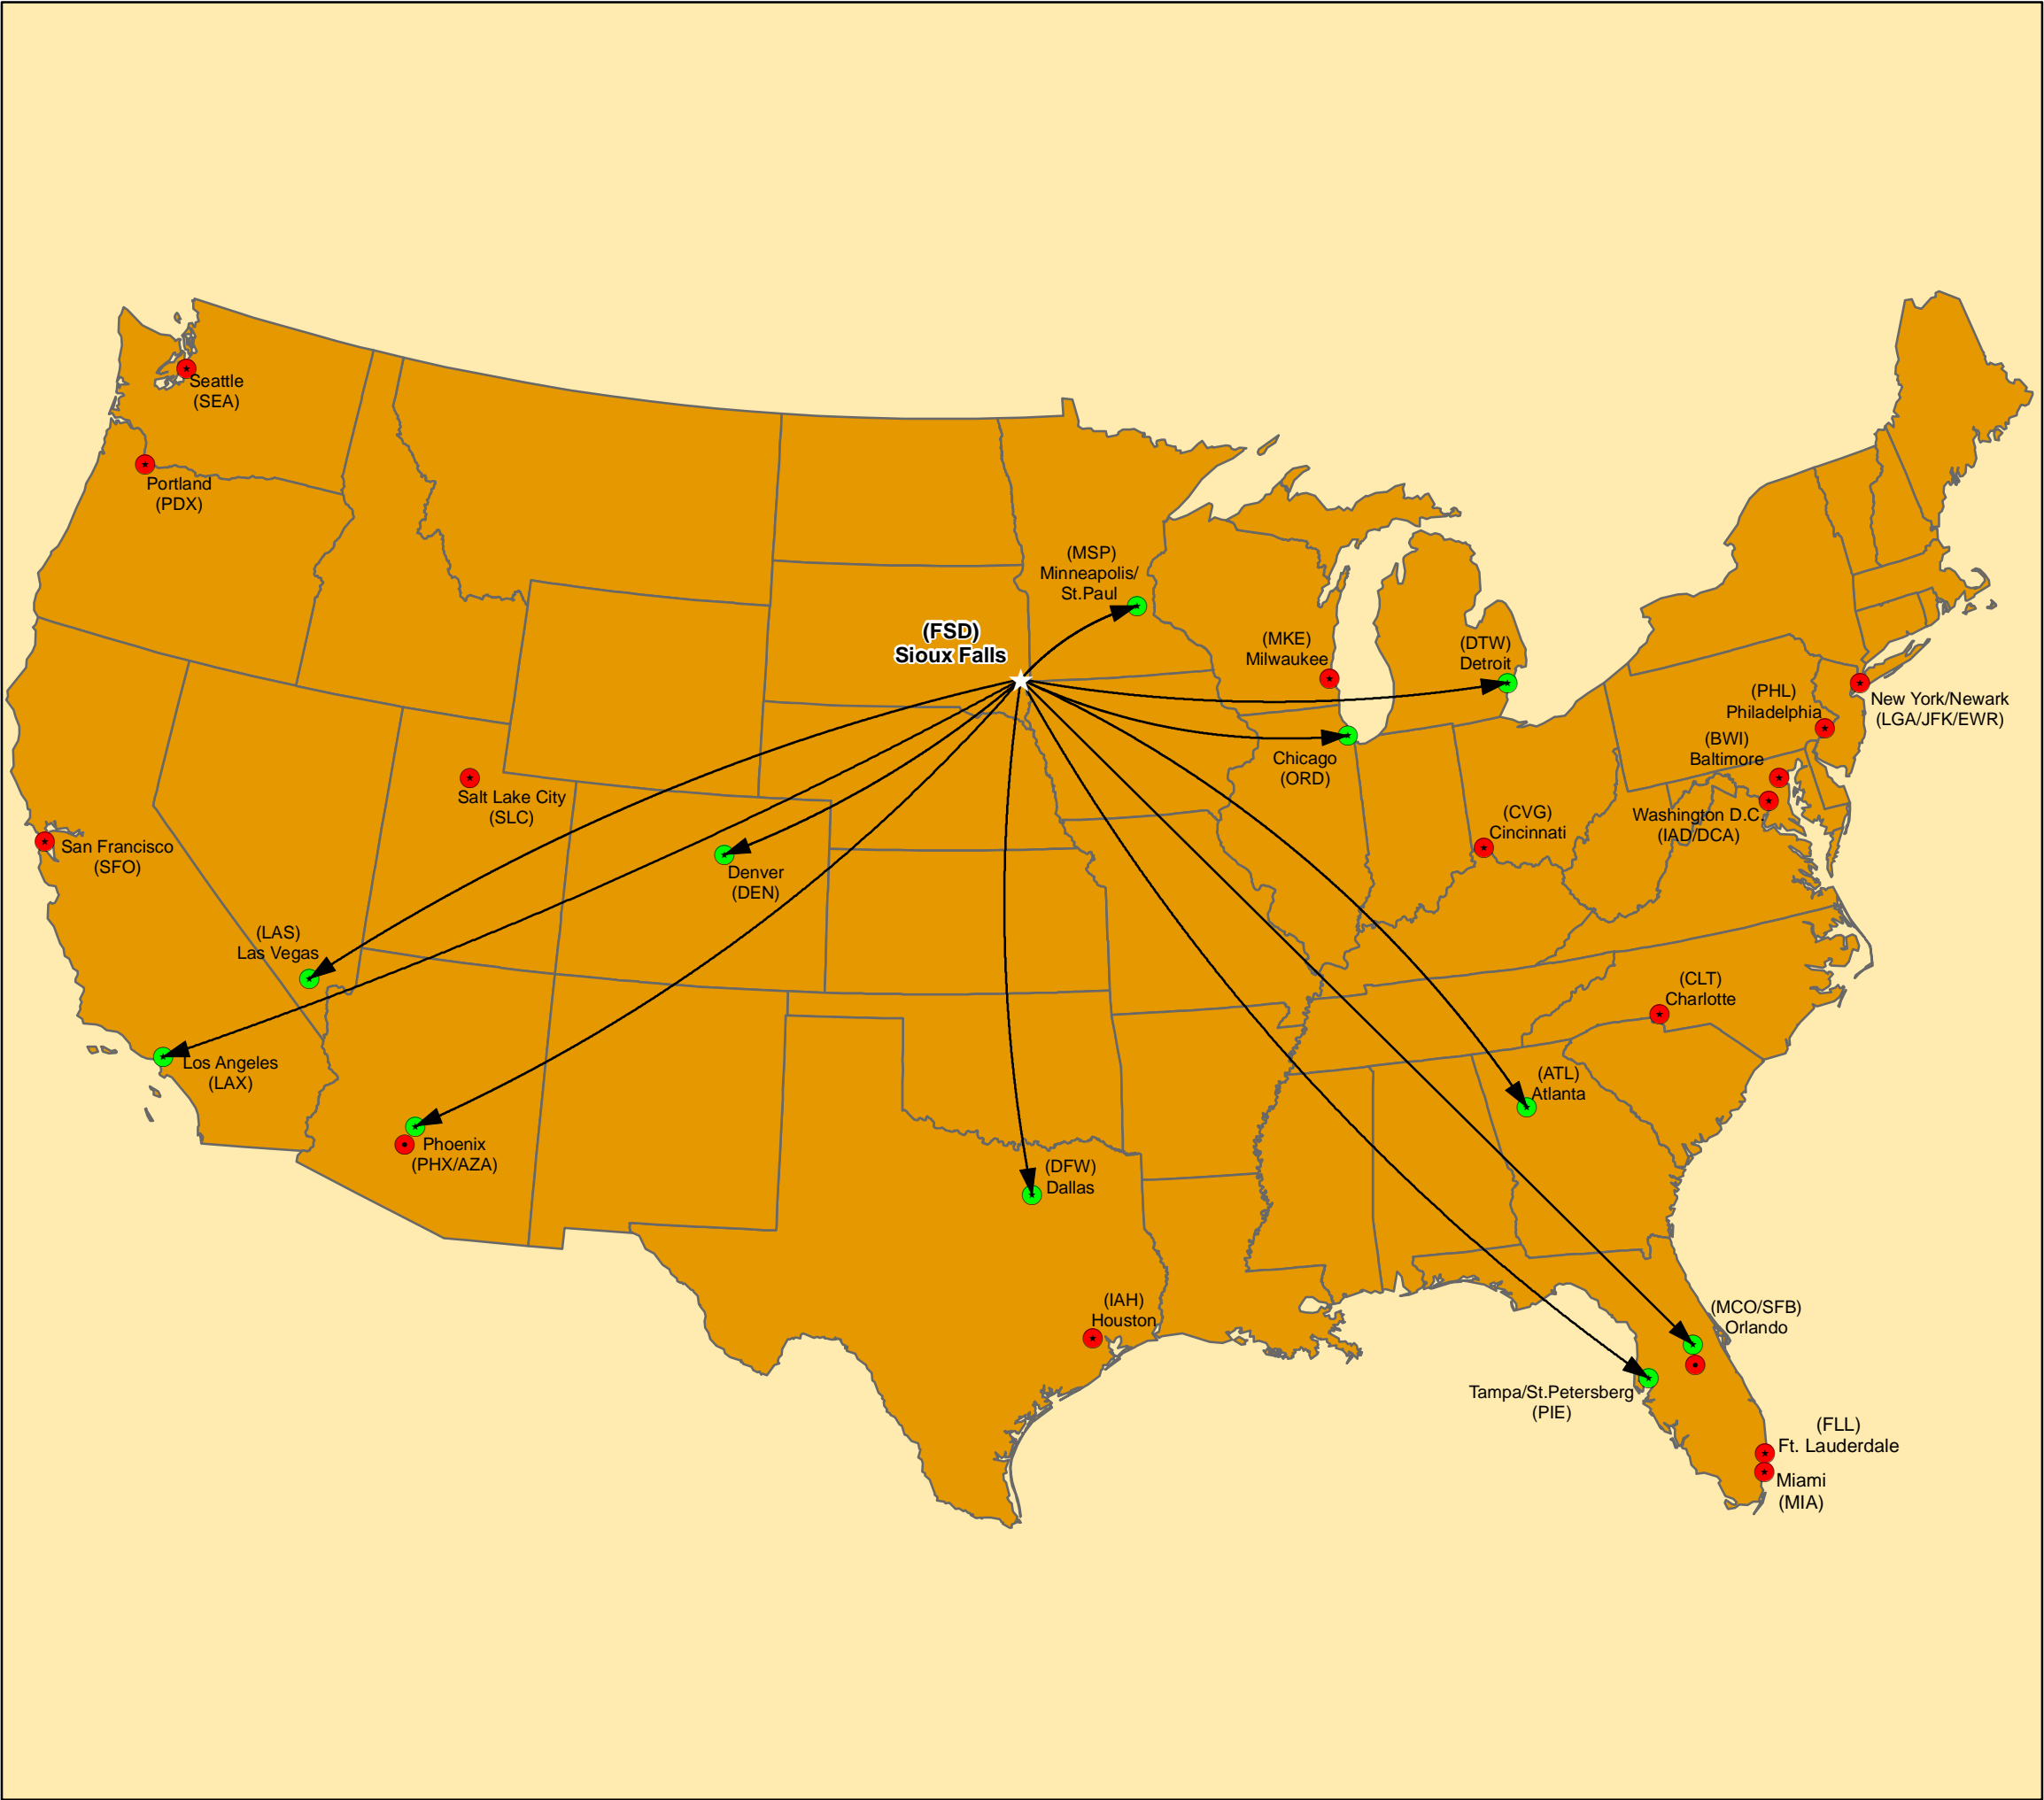 Seattle
(SEA)
Portland
(PDX)
(MSP)
Minneapolis/
St.Paul
(FSD)
Sioux Falls
(MKE)
Milwaukee
(DTW)
Detroit
New York/Newark
(LGA/JFK/EWR)
(PHL)
Philadelphia
(BWI)
Baltimore
Chicago
(ORD)
Salt Lake City
(SLC)
Washington D.C.
(IAD/DCA)
(CVG)
Cincinnati
San Francisco
(SFO)
Denver
(DEN)
(LAS)
Las Vegas
(CLT)
Charlotte
Los Angeles
(LAX)
(ATL)
Atlanta
Phoenix
(PHX/AZA)
(DFW)
Dallas
(IAH)
Houston
(MCO/SFB)
Orlando
Tampa/St.Petersberg
(PIE)
(FLL)
Ft. Lauderdale
Miami
(MIA)